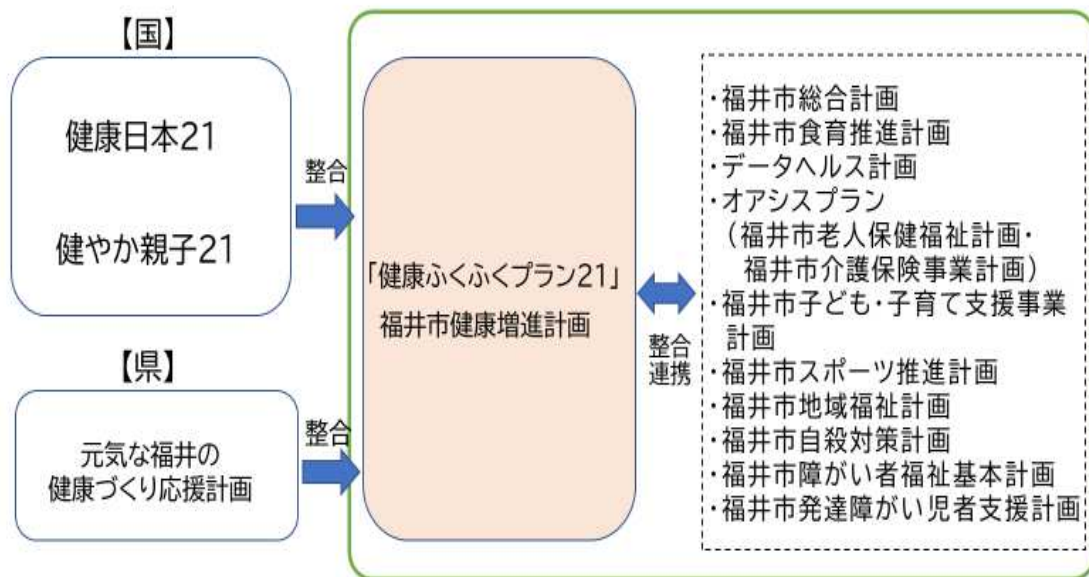 【国】
健康日本21
健やか親子21
整合
【県】
元気な福井の
健康づくり応援計画
整合
「健康ふくふくプラン21」
福井市健康増進計画
整合
連携
・福井市総合計画
・福井市食育推進計画
・データヘルス計画
・オアシスプラン
（福井市老人保健福祉計画・
福井市介護保険事業計画）
・福井市子ども・子育て支援事業
計画
・福井市スポーツ推進計画
・福井市地域福祉計画
・福井市自殺対策計画
・福井市障がい者福祉基本計画
・福井市発達障がい児者支援計画